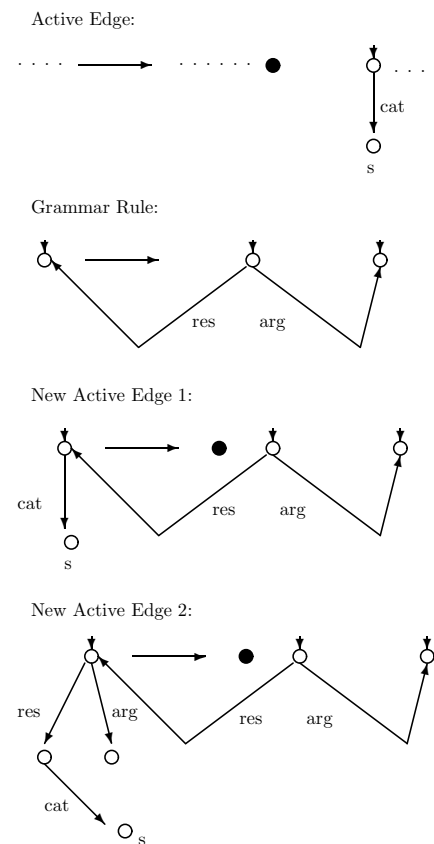 Active Edge:
cat
s
Grammar Rule:
res arg
New Active Edge 1:
cat
res arg
s
New Active Edge 2:
res arg res arg
cat
s